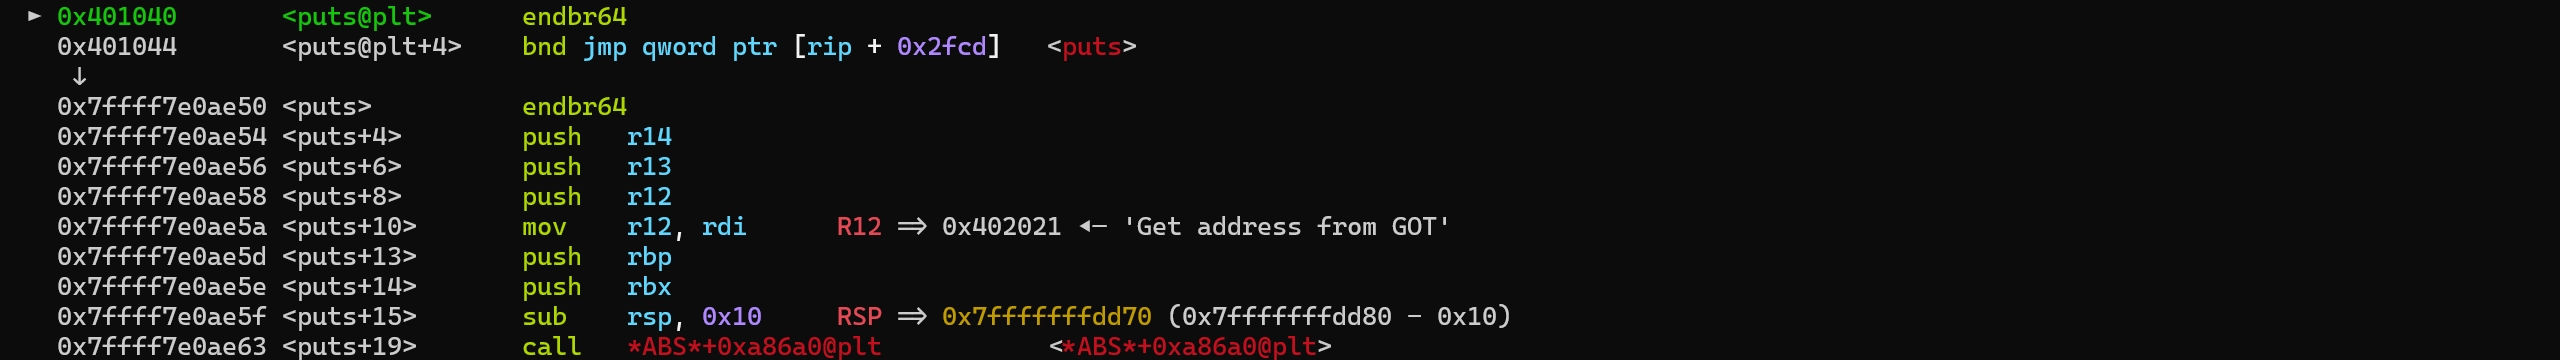 ► 0x401040       <puts@plt>      endbr64
0x401044       <puts@plt+4>    bnd jmp qword ptr [rip + 0x2fcd]   <puts>
↓
0x7ffff7e0ae50 <puts>          endbr64
0x7ffff7e0ae54 <puts+4>        push   r14
0x7ffff7e0ae56 <puts+6>        push   r13
0x7ffff7e0ae58 <puts+8>        push   r12
0x7ffff7e0ae5a <puts+10>       mov    r12, rdi      R12 => 0x402021 ◄— 'Get address from GOT'
0x7ffff7e0ae5d <puts+13>       push   rbp
0x7ffff7e0ae5e <puts+14>       push   rbx
0x7ffff7e0ae5f <puts+15>       sub    rsp, 0x10     RSP => 0x7fffffffdd70 (0x7fffffffdd80 - 0x10)
0x7ffff7e0ae63 <puts+19>       call   *ABS*+0xa86a0@plt           <*ABS*+0xa86a0@plt>